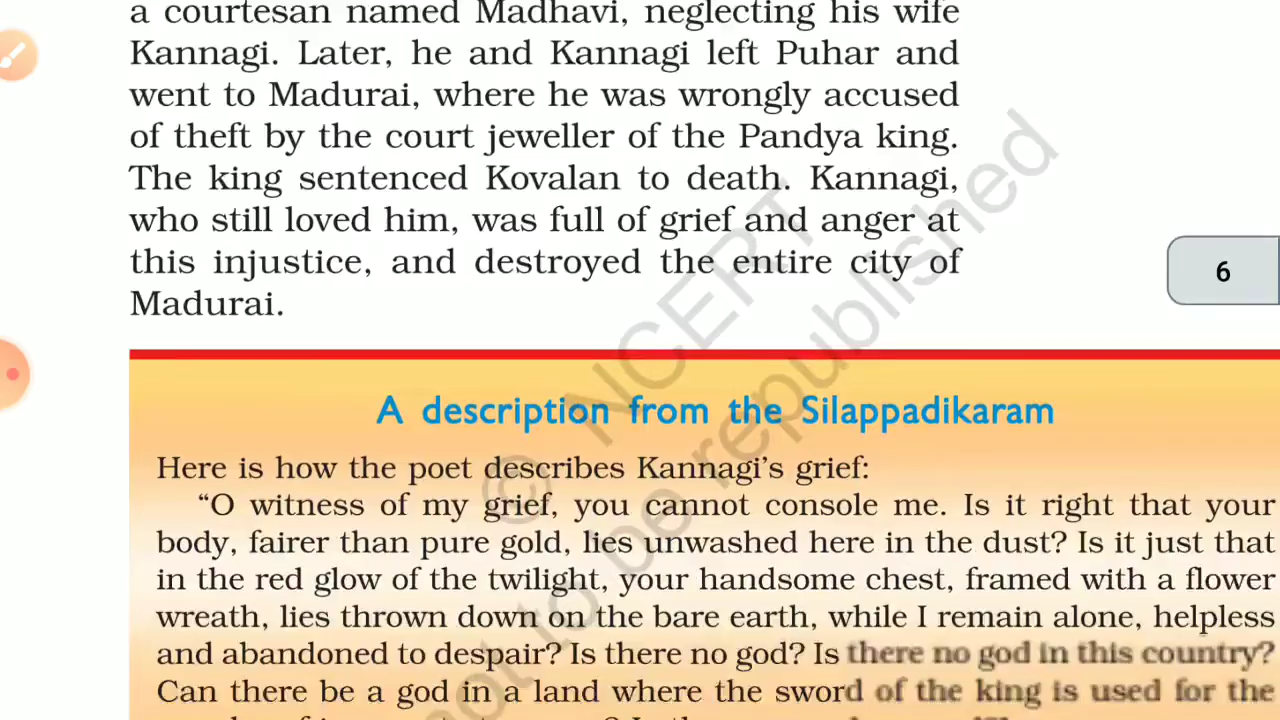 a courtesan named Madhavi, neglecting his wife
Kannagi. Later, he and Kannagi left Puhar and
went to Madurai, where he was wrongly accused
of theft by the court jeweller of the Pandya king.
The king sentenced Kovalan to death. Kannagi,
who still loved him, was full of grief and anger at
this injustice, and destroyed the entire city of
Madurai.
6
A description from the Silappadikaram
Here is how the poet describes Kannagi's grief:
"O witness of my grief, you cannot console me. Is it right that your
body, fairer than pure gold, lies unwashed here in the dust? Is it just that
in the red glow of the twilight, your handsome chest, framed with a flower
wreath, lies thrown down on the bare earth, while I remain alone, helpless
and abandoned to despair? Is there no god? Is there no god in this country?
Can there be a god in a land where the sword of the king is used for the
© NCERT
not to be republished